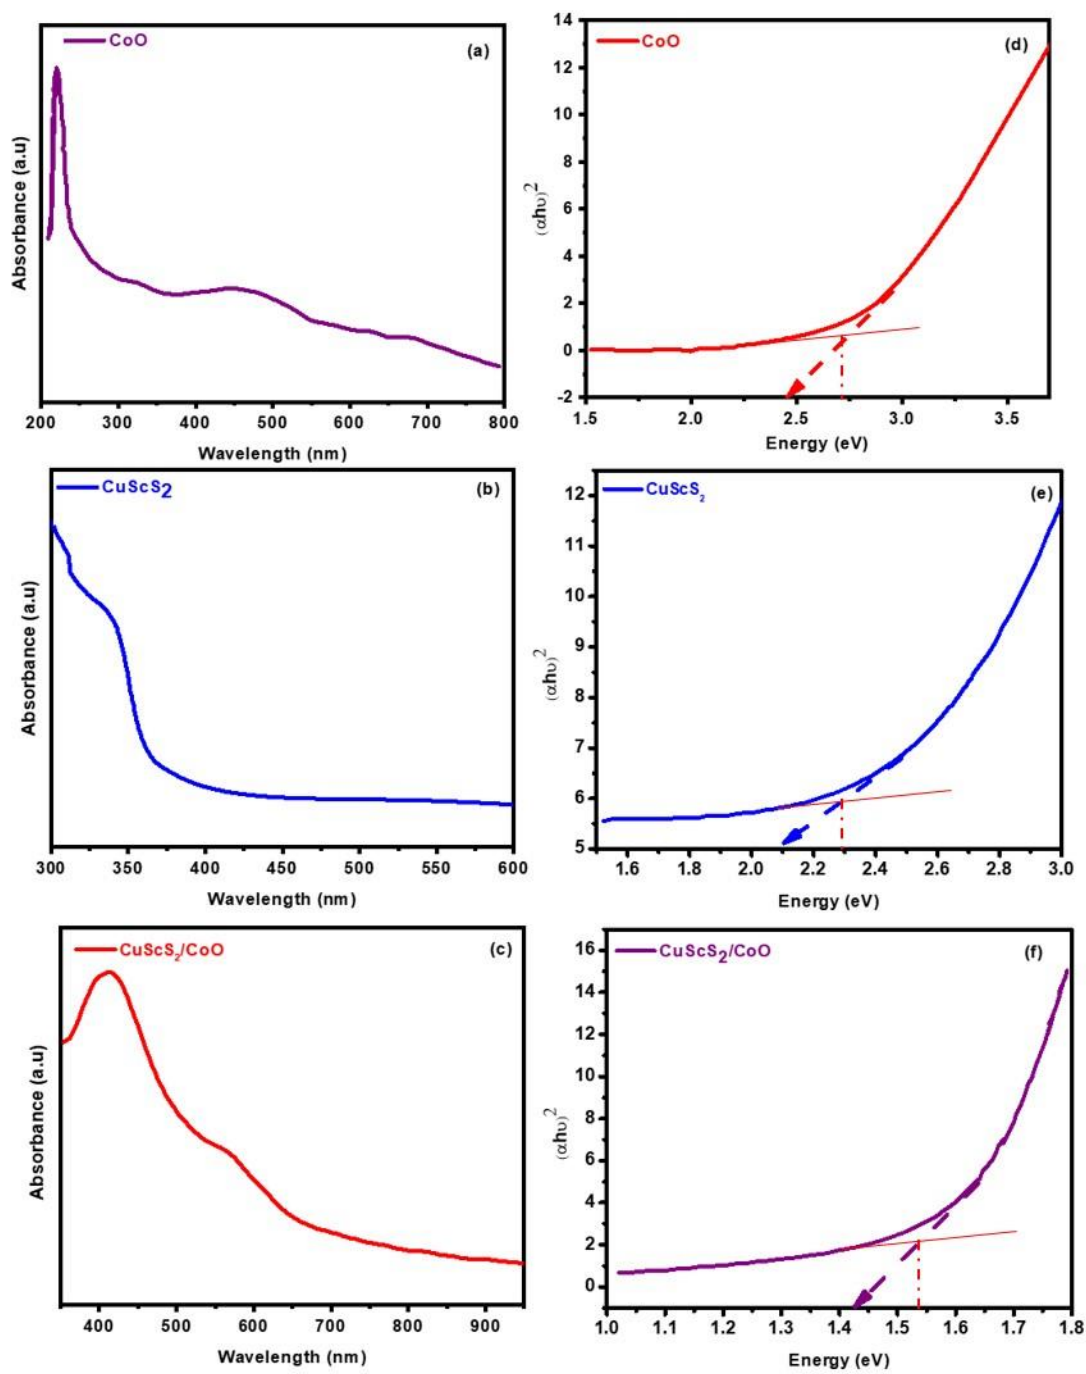 CoO
(a)
Absorbance (a.u)
200 300 400 500 600 700 800
Wavelength (nm)
CoO
(d)
14
12
10
8
6
4
2
0
-2
(αhυ)²
1.5 2.0 2.5 3.0 3.5
Energy (eV)
CuScS2
(b)
Absorbance (a.u)
300 350 400 450 500 550 600
Wavelength (nm)
CuScS₂
(e)
12
11
10
9
8
7
6
5
(αhυ)²
1.6 1.8 2.0 2.2 2.4 2.6 2.8 3.0
Energy (eV)
CuScS₂/CoO
(c)
Absorbance (a.u)
400 500 600 700 800 900
Wavelength (nm)
CuScS₂/CoO
(f)
16
14
12
10
8
6
4
2
0
(αhυ)²
1.0 1.1 1.2 1.3 1.4 1.5 1.6 1.7 1.8
Energy (eV)